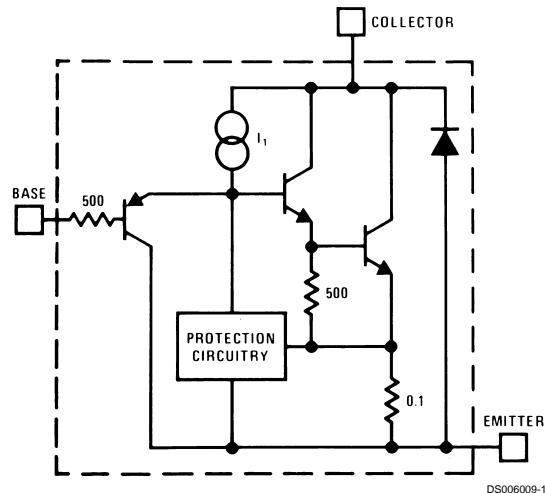 COLLECTOR
I₁
BASE
500
500
PROTECTION
CIRCUITRY
0.1
EMITTER
DS006009-1